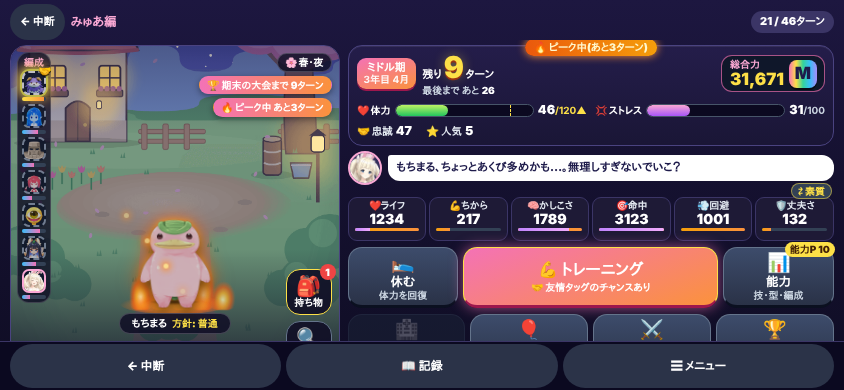 ← 中断
みゅあ編
21 / 46ターン
編成
🌸春・夜
🏆 期末の大会まで 9ターン
🔥 ピーク中 あと3ターン
持ち物
1
もちまる 方針: 普通
🔥 ピーク中(あと3ターン)
ミドル期
3年目 4月
残り 9 ターン
最後まで あと 26
総合力
31,671 M
❤️体力 46/120▲
💢ストレス 31/100
🤝 忠誠 47 ⭐ 人気 5
もちまる、ちょっとあくび多めかも…。無理しすぎないでいこ?
⇄素質
❤️ライフ
1234
💪ちから
217
🧠かしこさ
1789
🎯命中
3123
💨回避
1001
🛡️丈夫さ
132
休む
体力を回復
💪 トレーニング
🤝 友情タッグのチャンスあり
能力P 10
能力
技・型・編成
← 中断
📖 記録
☰メニュー